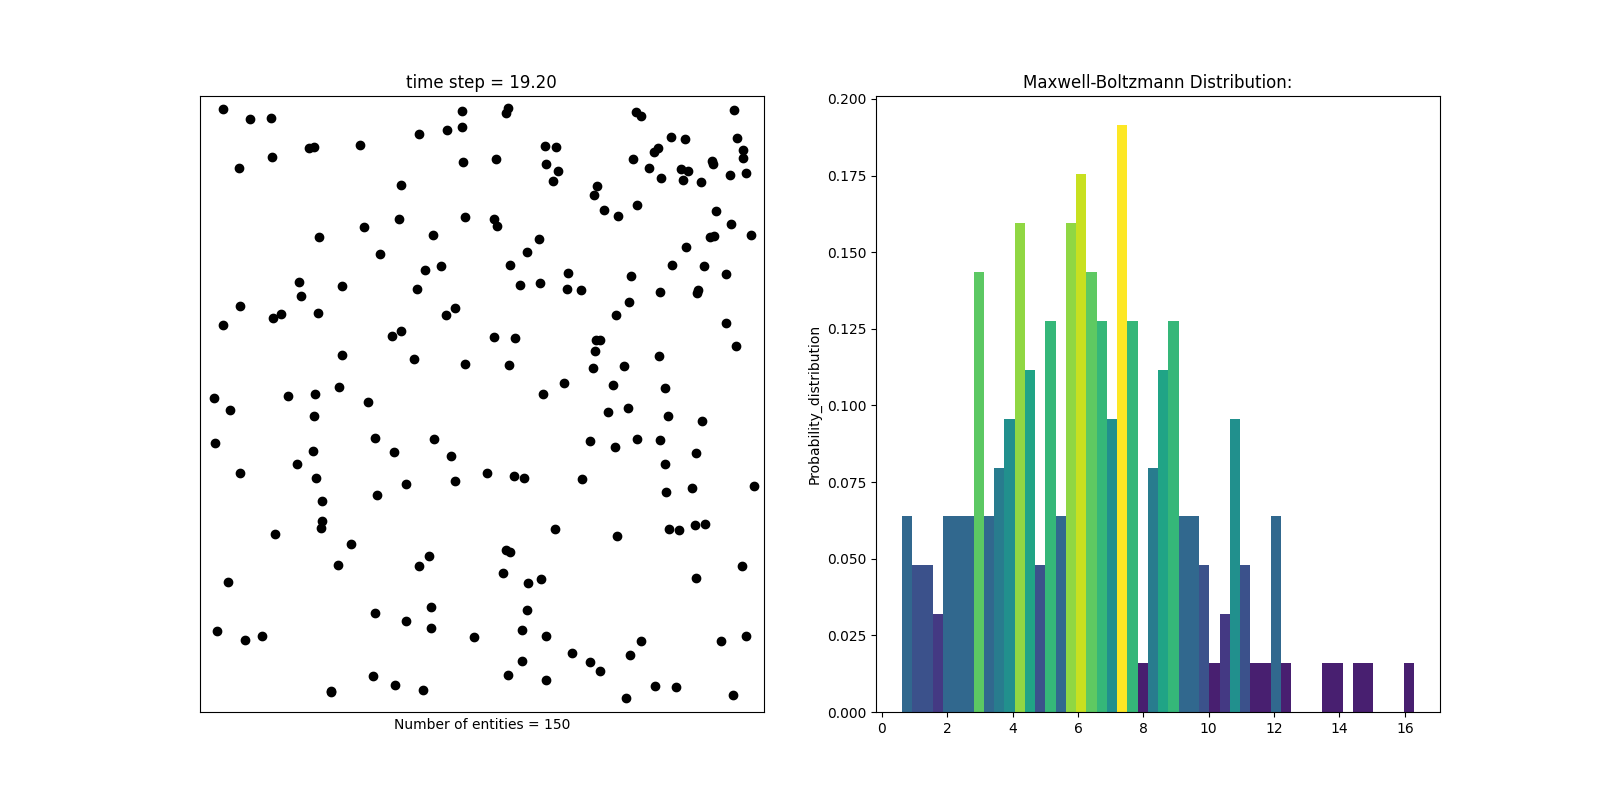 time step = 19.20
Number of entities = 150
Maxwell-Boltzmann Distribution:
Probability_distribution
0.200
0.175
0.150
0.125
0.100
0.075
0.050
0.025
0.000
0 2 4 6 8 10 12 14 16